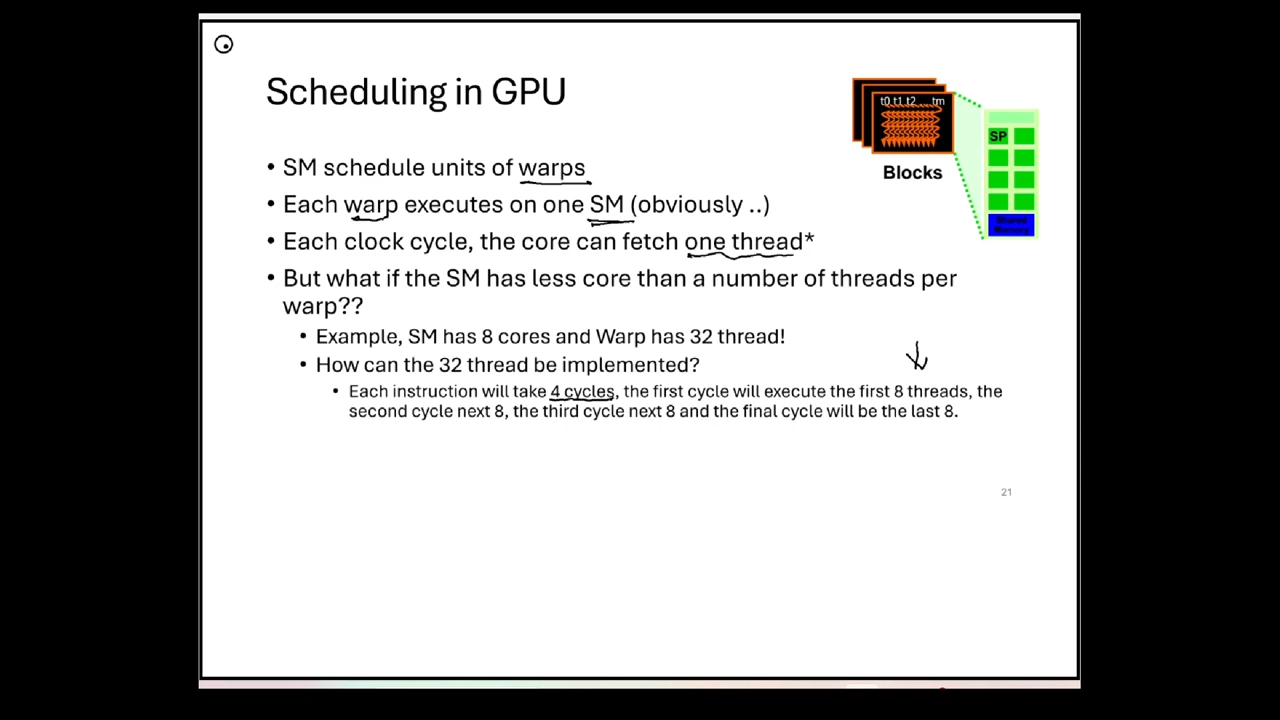 Scheduling in GPU
t0 t1 t2 ... tm
SP
Blocks
Shared
Memory
• SM schedule units of warps
• Each warp executes on one SM (obviously ..)
• Each clock cycle, the core can fetch one thread*
• But what if the SM has less core than a number of threads per
warp??
• Example, SM has 8 cores and Warp has 32 thread!
• How can the 32 thread be implemented?
• Each instruction will take 4 cycles, the first cycle will execute the first 8 threads, the
second cycle next 8, the third cycle next 8 and the final cycle will be the last 8.
21